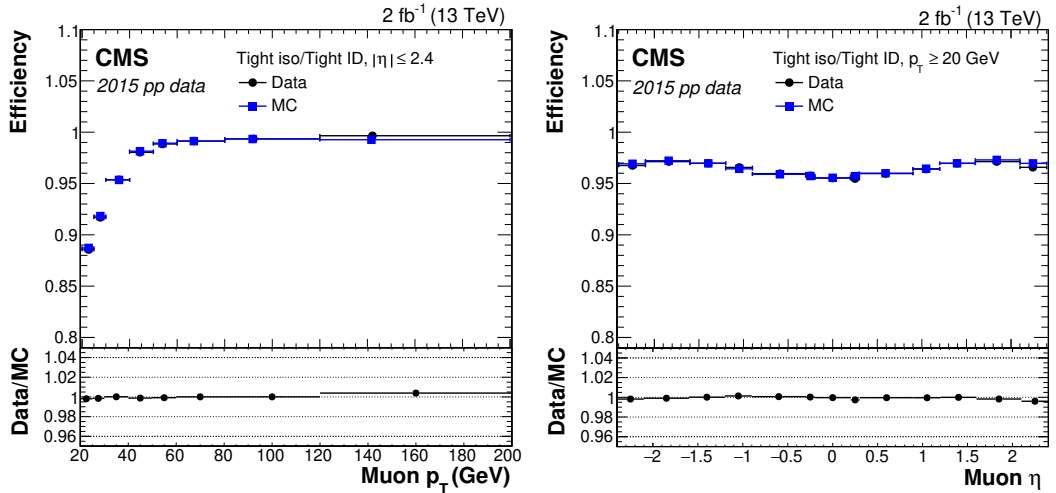 2 fb⁻¹ (13 TeV)
Efficiency
1.1
1.05
1
0.95
0.9
0.85
0.8
CMS
2015 pp data
Tight iso/Tight ID, |η| ≤ 2.4
Data
MC
Data/MC
1.04
1.02
1
0.98
0.96
20 40 60 80 100 120 140 160 180 200
Muon p_T (GeV)
2 fb⁻¹ (13 TeV)
Efficiency
1.1
1.05
1
0.95
0.9
0.85
0.8
CMS
2015 pp data
Tight iso/Tight ID, p_T ≥ 20 GeV
Data
MC
Data/MC
1.04
1.02
1
0.98
0.96
−2 −1.5 −1 −0.5 0 0.5 1 1.5 2
Muon η